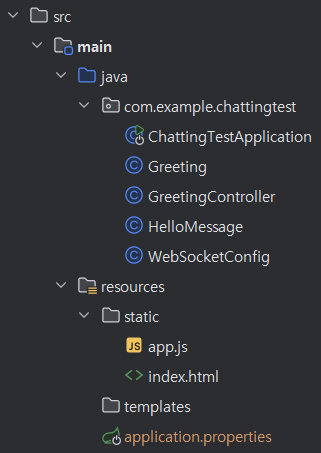 src
main
java
com.example.chattingtest
ChattingTestApplication
Greeting
GreetingController
HelloMessage
WebSocketConfig
resources
static
JS app.js
index.html
templates
application.properties